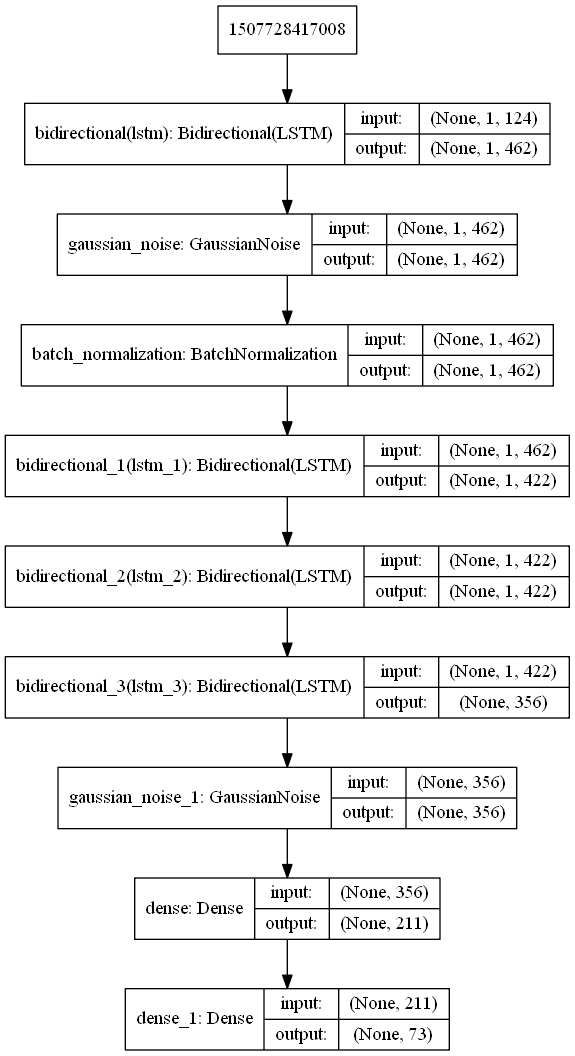 1507728417008
bidirectional(lstm): Bidirectional(LSTM)
input: (None, 1, 124)
output: (None, 1, 462)
gaussian_noise: GaussianNoise
input: (None, 1, 462)
output: (None, 1, 462)
batch_normalization: BatchNormalization
input: (None, 1, 462)
output: (None, 1, 462)
bidirectional_1(lstm_1): Bidirectional(LSTM)
input: (None, 1, 462)
output: (None, 1, 422)
bidirectional_2(lstm_2): Bidirectional(LSTM)
input: (None, 1, 422)
output: (None, 1, 422)
bidirectional_3(lstm_3): Bidirectional(LSTM)
input: (None, 1, 422)
output: (None, 356)
gaussian_noise_1: GaussianNoise
input: (None, 356)
output: (None, 356)
dense: Dense
input: (None, 356)
output: (None, 211)
dense_1: Dense
input: (None, 211)
output: (None, 73)